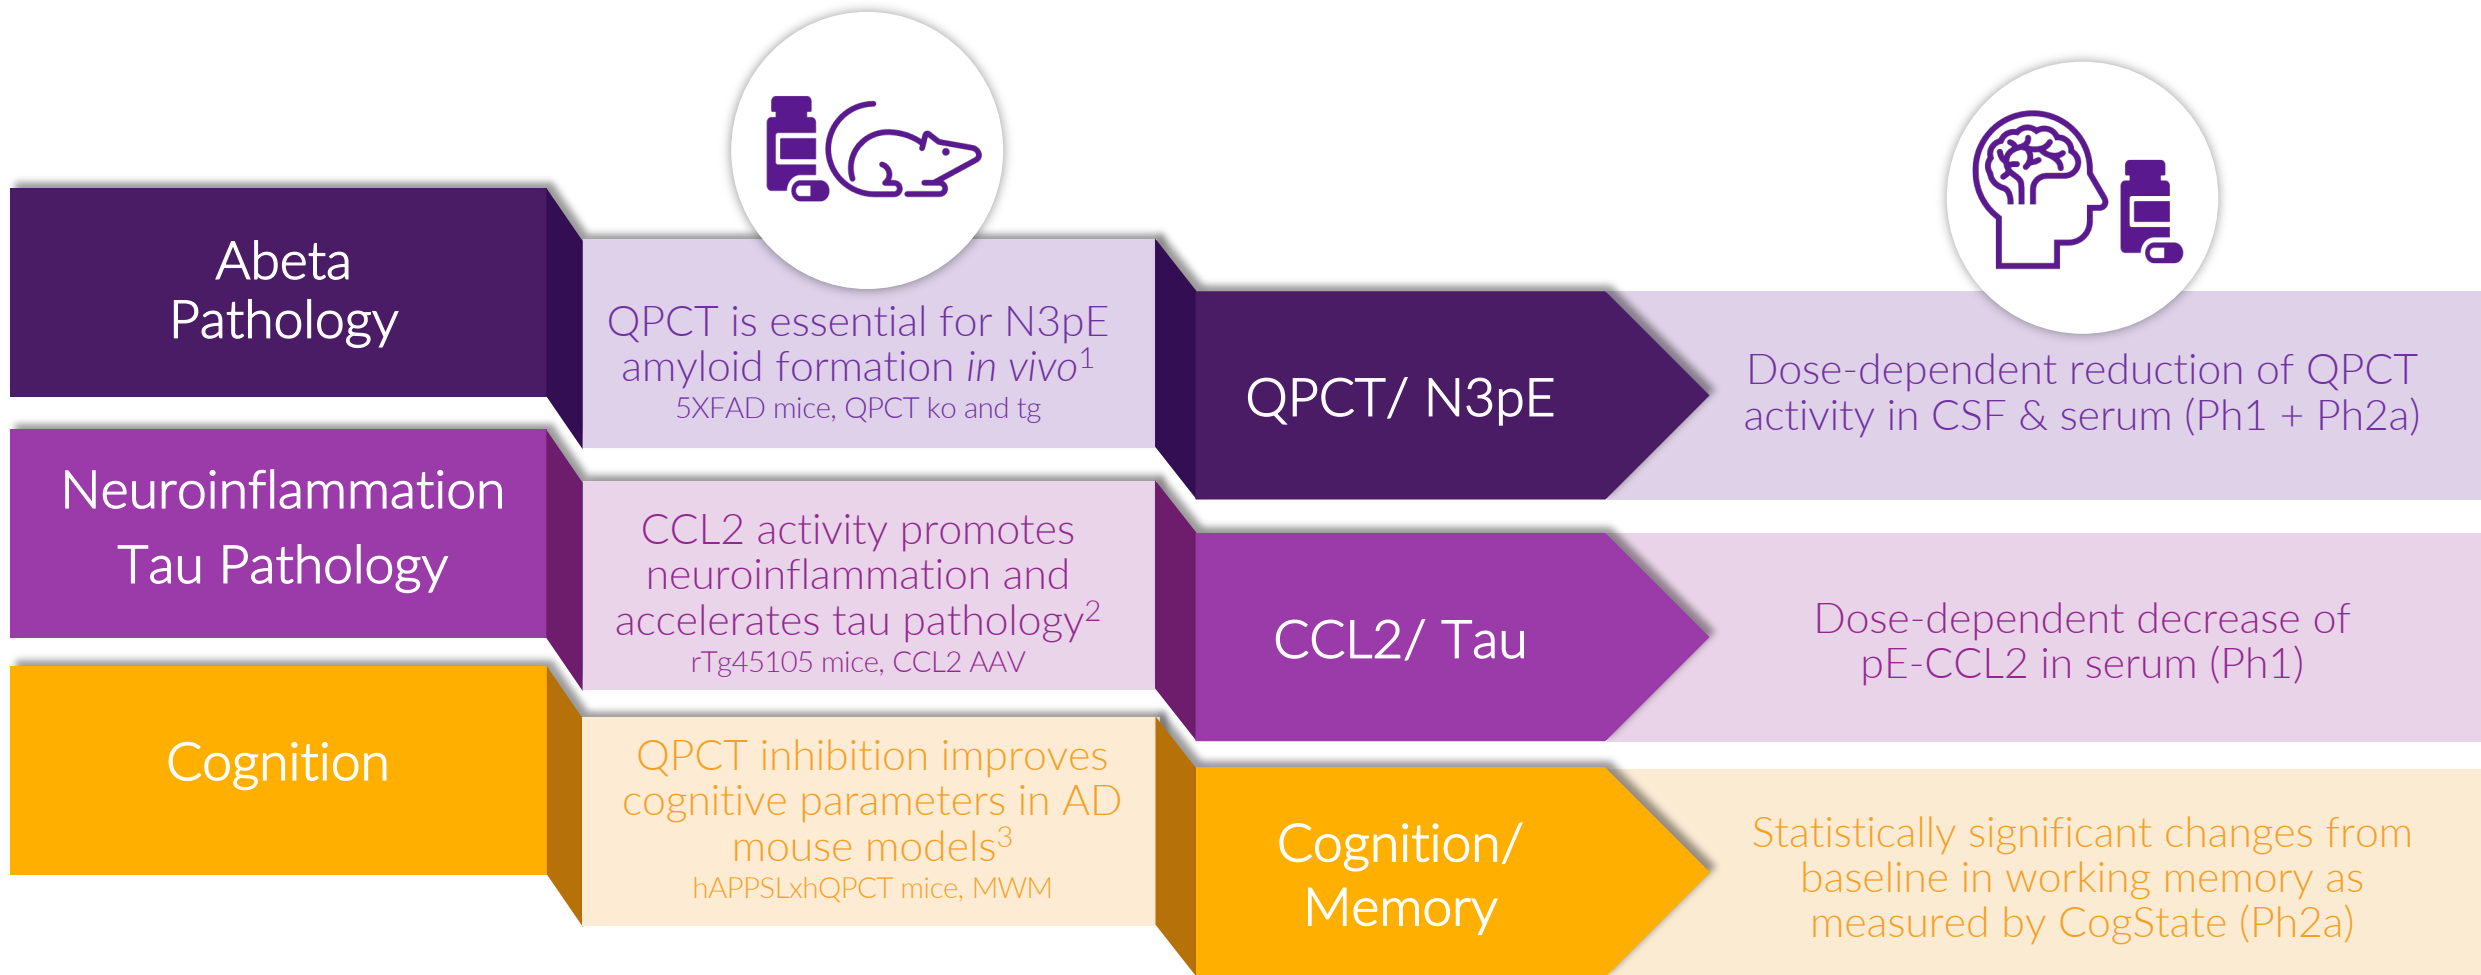 Abeta
Pathology
QPCT is essential for N3pE
amyloid formation in vivo¹
5XFAD mice, QPCT ko and tg
QPCT/ N3pE
Dose-dependent reduction of QPCT
activity in CSF & serum (Ph1 + Ph2a)
Neuroinflammation
Tau Pathology
CCL2 activity promotes
neuroinflammation and
accelerates tau pathology²
rTg45105 mice, CCL2 AAV
CCL2/ Tau
Dose-dependent decrease of
pE-CCL2 in serum (Ph1)
Cognition
QPCT inhibition improves
cognitive parameters in AD
mouse models³
hAPPSLxhQPCT mice, MWM
Cognition/
Memory
Statistically significant changes from
baseline in working memory as
measured by CogState (Ph2a)